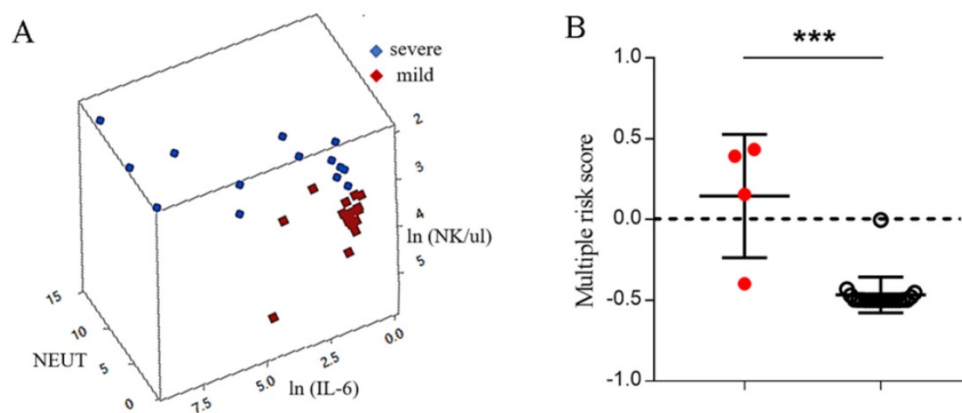 A
severe
mild
2
3
4
ln (NK/ul)
5
15
10
5
0
NEUT
7.5
5.0
2.5
0.0
ln (IL-6)
B
***
1.0
0.5
0.0
-0.5
-1.0
Multiple risk score